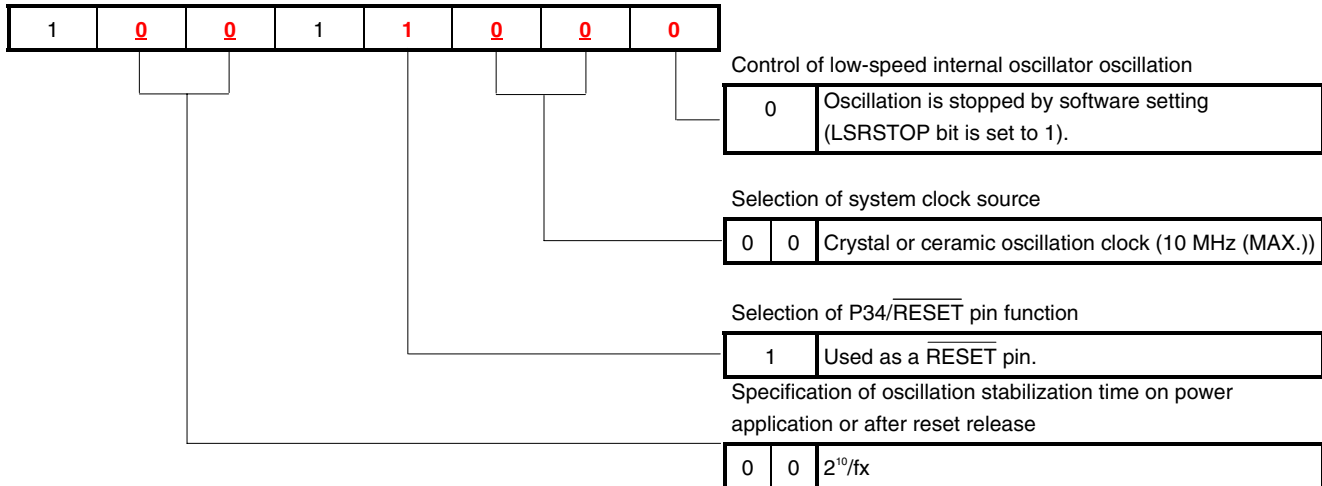 1 0 0 1 1 0 0 0
Control of low-speed internal oscillator oscillation
0 Oscillation is stopped by software setting
(LSRSTOP bit is set to 1).
Selection of system clock source
0 0 Crystal or ceramic oscillation clock (10 MHz (MAX.))
Selection of P34/RESET pin function
1 Used as a RESET pin.
Specification of oscillation stabilization time on power
application or after reset release
0 0 2¹⁰/fx